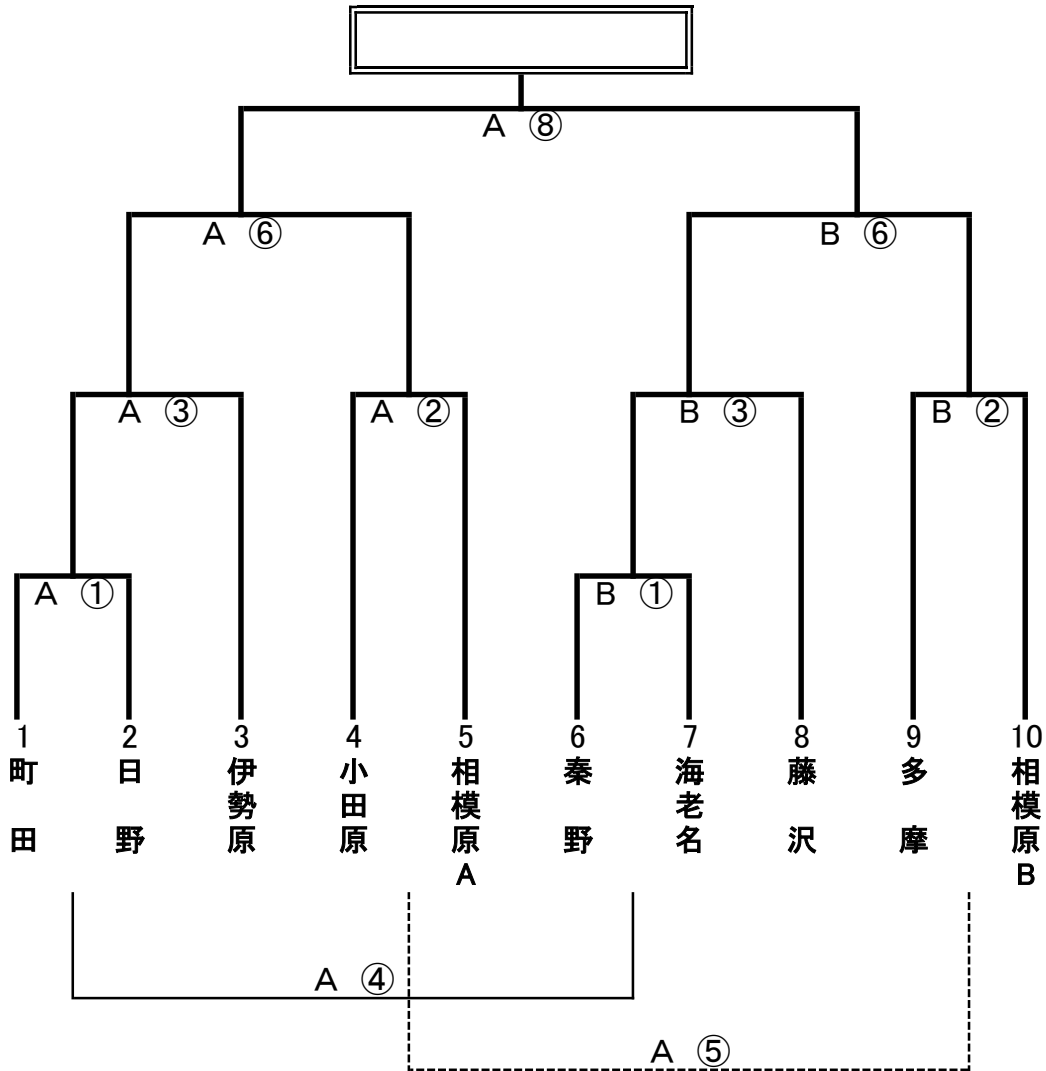 A ⑧
A ⑥
B ⑥
A ③
A ②
B ③
B ②
A ①
B ①
1 2 3 4 5 6 7 8 9 10
町田
日野
伊勢原
小田原
相模原A
秦野
海老名
藤沢
多摩
相模原B
A ④
A ⑤